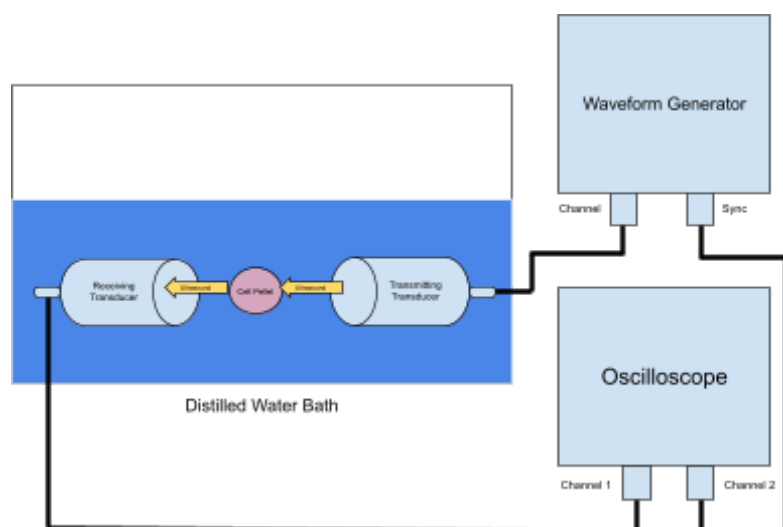 Waveform Generator
Channel
Sync
Receiving
Transducer
Ultrasound
Cell Pellet
Ultrasound
Transmitting
Transducer
Oscilloscope
Distilled Water Bath
Channel 1
Channel 2